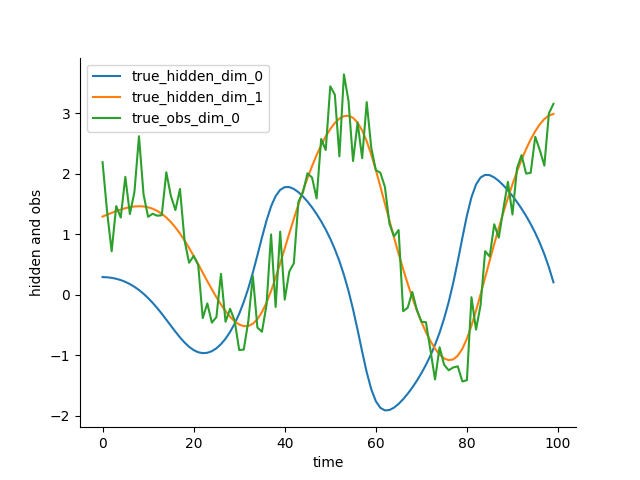 true_hidden_dim_0
true_hidden_dim_1
true_obs_dim_0
hidden and obs
3
2
1
0
−1
−2
0 20 40 60 80 100
time